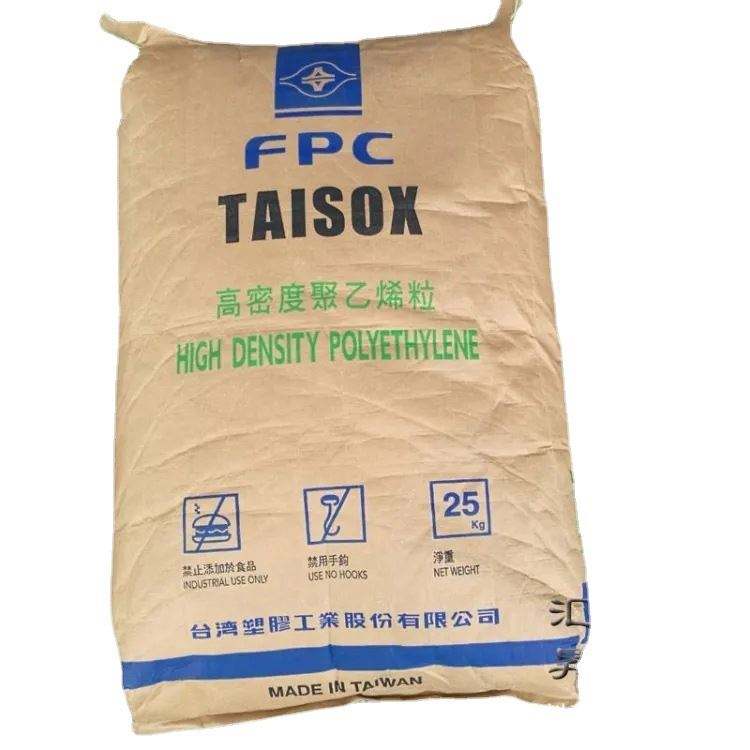 FPC
TAISOX
高密度聚乙烯粒
HIGH DENSITY POLYETHYLENE
25
Kg
禁止添加於食品
INDUSTRIAL USE ONLY
禁用手鈎
USE NO HOOKS
淨重
NET WEIGHT
台湾塑膠工業股份有限公司
MADE IN TAIWAN
汇